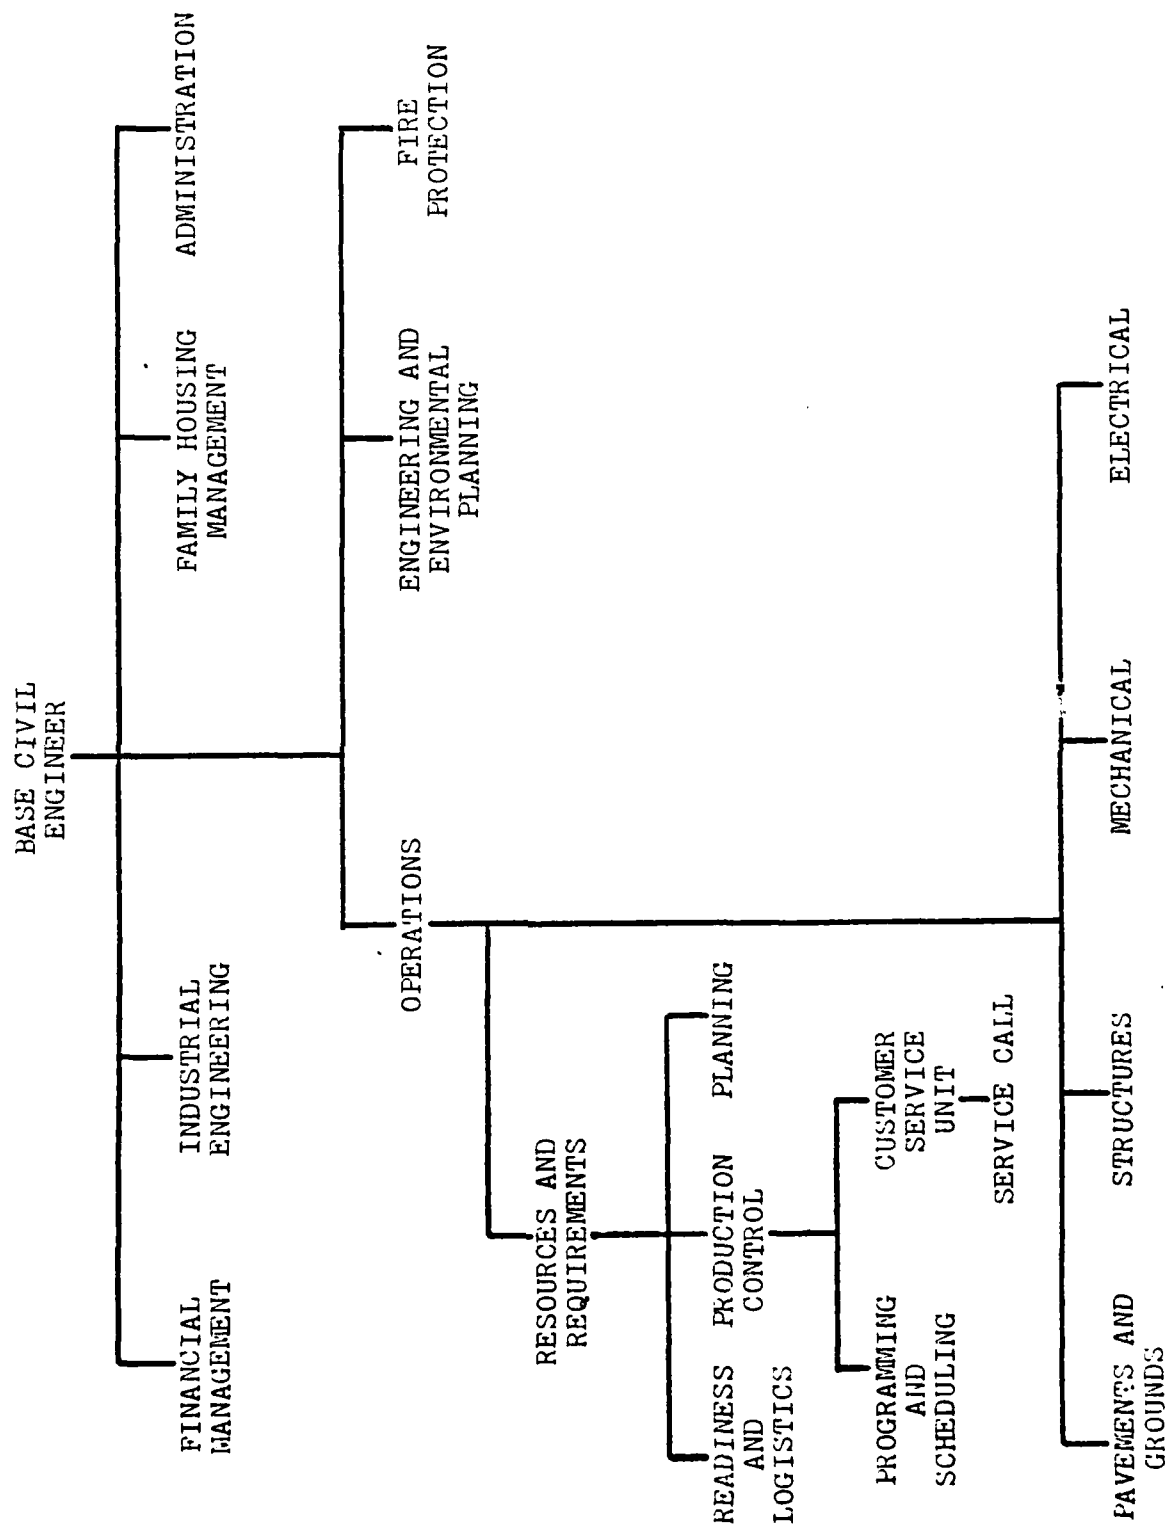 BASE CIVIL
ENGINEER
FINANCIAL
MANAGEMENT
INDUSTRIAL
ENGINEERING
FAMILY HOUSING
MANAGEMENT
ADMINISTRATION
OPERATIONS
ENGINEERING AND
ENVIRONMENTAL
PLANNING
FIRE
PROTECTION
RESOURCES AND
REQUIREMENTS
READINESS
AND
LOGISTICS
PRODUCTION
CONTROL
PLANNING
PROGRAMMING
AND
SCHEDULING
CUSTOMER
SERVICE
UNIT
SERVICE CALL
PAVEMENTS AND
GROUNDS
STRUCTURES
MECHANICAL
ELECTRICAL